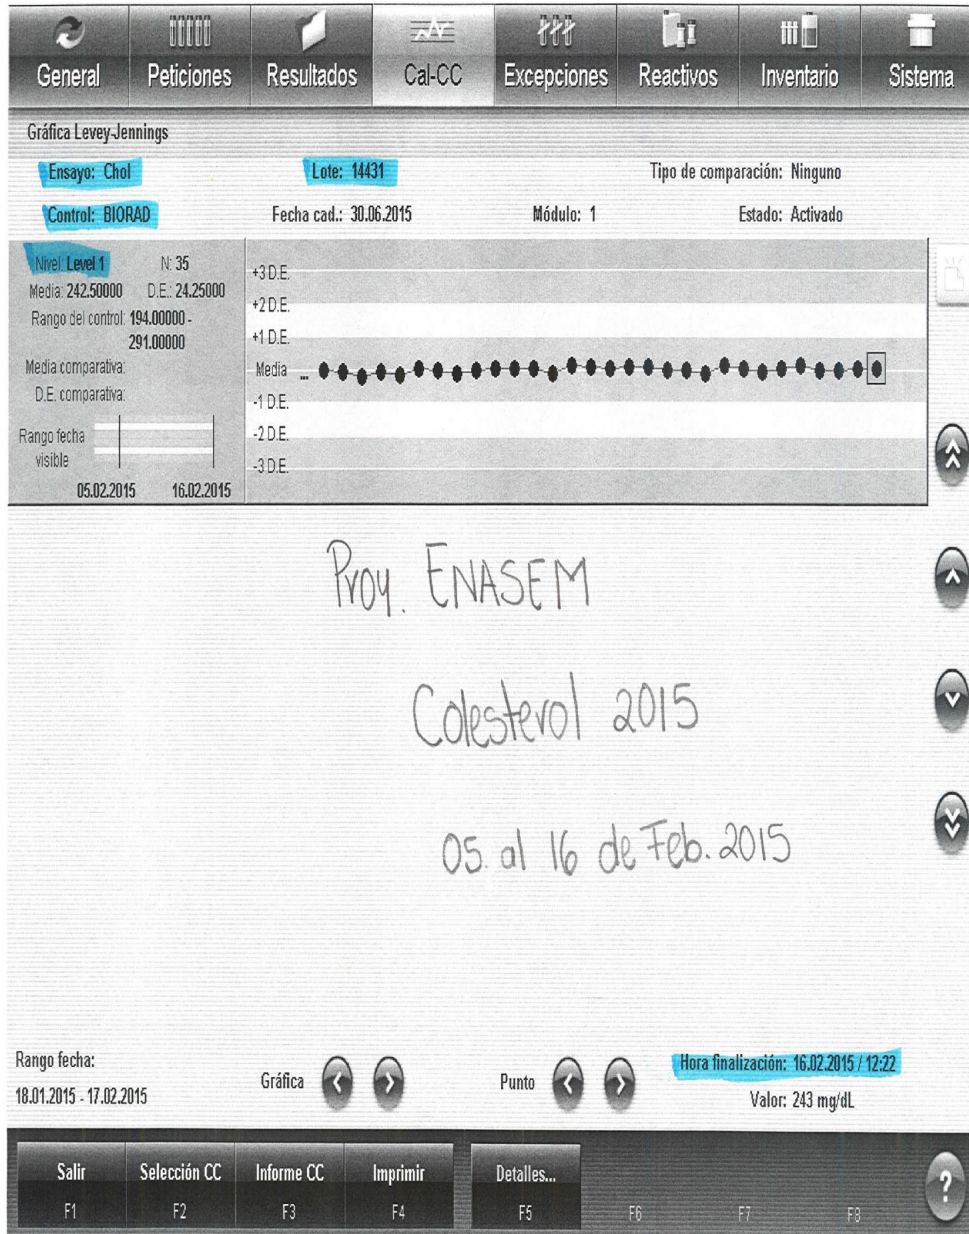 General Peticiones Resultados Cal-CC Excepciones Reactivos Inventario Sistema
Gráfica Levey-Jennings
Ensayo: Chol Lote: 14431 Tipo de comparación: Ninguno
Control: BIORAD Fecha cad.: 30.06.2015 Módulo: 1 Estado: Activado
Nivel: Level 1 N: 35
Media: 242.50000 D.E.: 24.25000
Rango del control: 194.00000 -
291.00000
Media comparativa:
D.E. comparativa:
Rango fecha
visible
05.02.2015 16.02.2015
+3 D.E.
+2 D.E.
+1 D.E.
Media ...
-1 D.E.
-2 D.E.
-3 D.E.
Proy. ENASEM
Colesterol 2015
05 al 16 de Feb. 2015
Rango fecha:
18.01.2015 - 17.02.2015
Gráfica
Punto
Hora finalización: 16.02.2015 / 12:22
Valor: 243 mg/dL
Salir Selección CC Informe CC Imprimir Detalles...
F1 F2 F3 F4 F5 F6 F7 F8
?